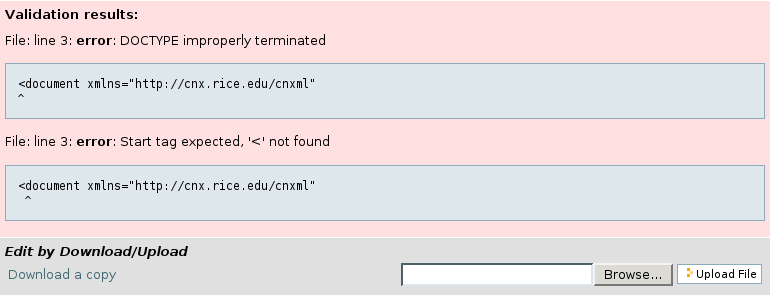 Validation results:
File: line 3: error: DOCTYPE improperly terminated
<document xmlns="http://cnx.rice.edu/cnxml"
^
File: line 3: error: Start tag expected, '<' not found
<document xmlns="http://cnx.rice.edu/cnxml"
^
Edit by Download/Upload
Download a copy Browse... Upload File